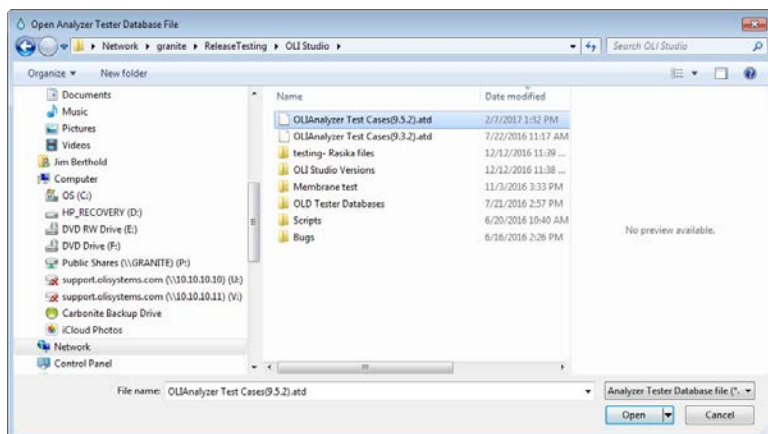 Open Analyzer Tester Database File
Network ▸ granite ▸ ReleaseTesting ▸ OLI Studio ▸
Search OLI Studio
Organize ▾ New folder
Name Date modified
Documents
Music
Pictures
Videos
Jim Berthold
Computer
OS (C:)
HP_RECOVERY (D:)
DVD RW Drive (E:)
DVD Drive (F:)
Public Shares (\\GRANITE) (P:)
support.olisystems.com (\\10.10.10.10) (U:)
support.olisystems.com (\\10.10.10.11) (V:)
Carbonite Backup Drive
iCloud Photos
Network
Control Panel
OLIAnalyzer Test Cases(9.5.2).atd 2/7/2017 1:32 PM
OLIAnalyzer Test Cases(9.3.2).atd 7/22/2016 11:17 AM
testing- Rasika files 12/12/2016 11:39 ...
OLI Studio Versions 12/12/2016 11:38 ...
Membrane test 11/3/2016 3:33 PM
OLD Tester Databases 7/21/2016 2:57 PM
Scripts 6/20/2016 10:40 AM
Bugs 6/16/2016 2:26 PM
No preview available.
File name: OLIAnalyzer Test Cases(9.5.2).atd
Analyzer Tester Database file (*.
Open Cancel